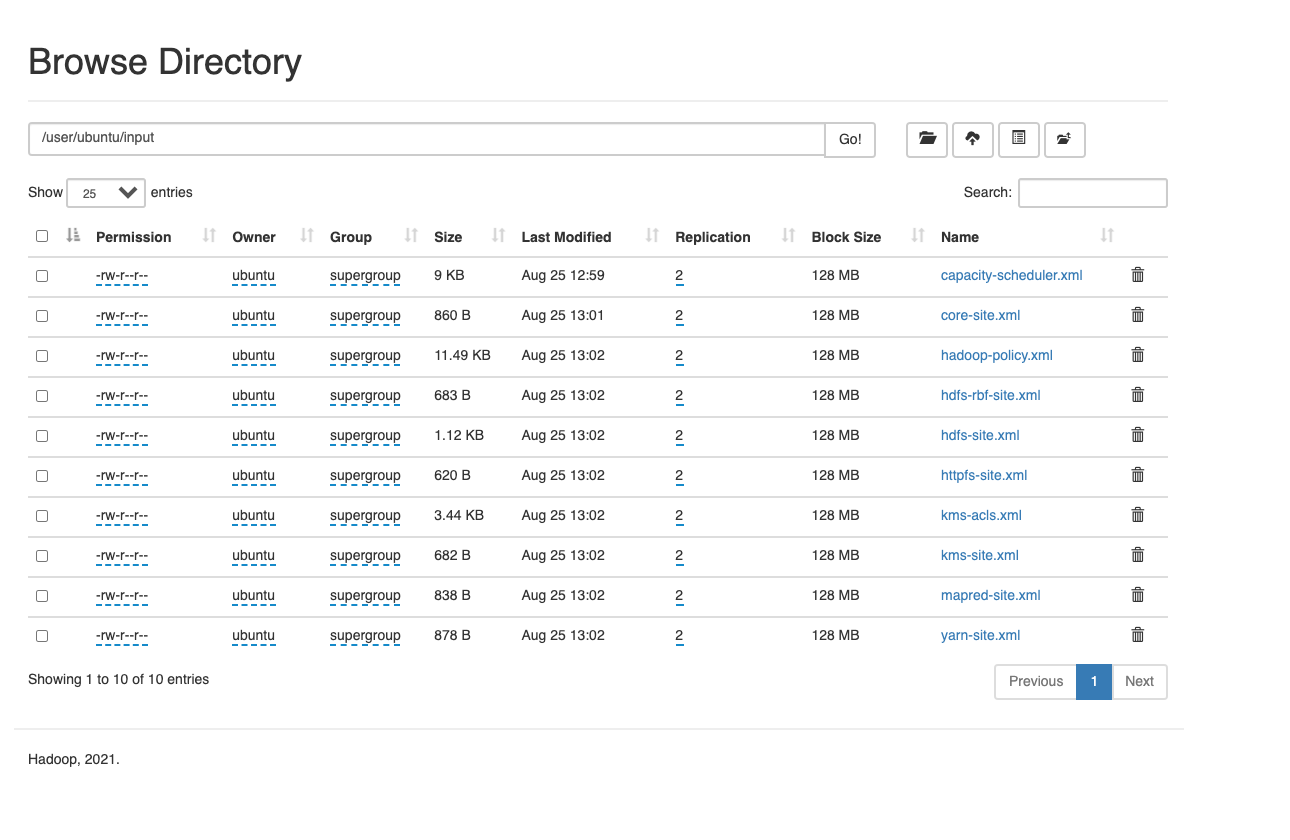 Browse Directory
/user/ubuntu/input Go!
Show 25 entries Search:
Permission Owner Group Size Last Modified Replication Block Size Name
-rw-r--r-- ubuntu supergroup 9 KB Aug 25 12:59 2 128 MB capacity-scheduler.xml
-rw-r--r-- ubuntu supergroup 860 B Aug 25 13:01 2 128 MB core-site.xml
-rw-r--r-- ubuntu supergroup 11.49 KB Aug 25 13:02 2 128 MB hadoop-policy.xml
-rw-r--r-- ubuntu supergroup 683 B Aug 25 13:02 2 128 MB hdfs-rbf-site.xml
-rw-r--r-- ubuntu supergroup 1.12 KB Aug 25 13:02 2 128 MB hdfs-site.xml
-rw-r--r-- ubuntu supergroup 620 B Aug 25 13:02 2 128 MB httpfs-site.xml
-rw-r--r-- ubuntu supergroup 3.44 KB Aug 25 13:02 2 128 MB kms-acls.xml
-rw-r--r-- ubuntu supergroup 682 B Aug 25 13:02 2 128 MB kms-site.xml
-rw-r--r-- ubuntu supergroup 838 B Aug 25 13:02 2 128 MB mapred-site.xml
-rw-r--r-- ubuntu supergroup 878 B Aug 25 13:02 2 128 MB yarn-site.xml
Showing 1 to 10 of 10 entries Previous 1 Next
Hadoop, 2021.